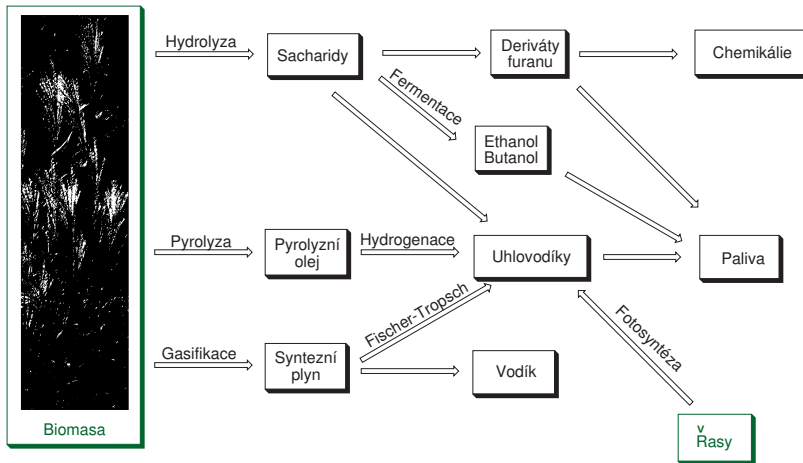 Hydrolyza
Sacharidy
Deriváty
furanu
Chemikálie
Fermentace
Ethanol
Butanol
Pyrolyza
Pyrolyzní
olej
Hydrogenace
Uhlovodíky
Paliva
Fischer-Tropsch
Gasifikace
Syntezní
plyn
Vodík
Fotosyntéza
Řasy
Biomasa